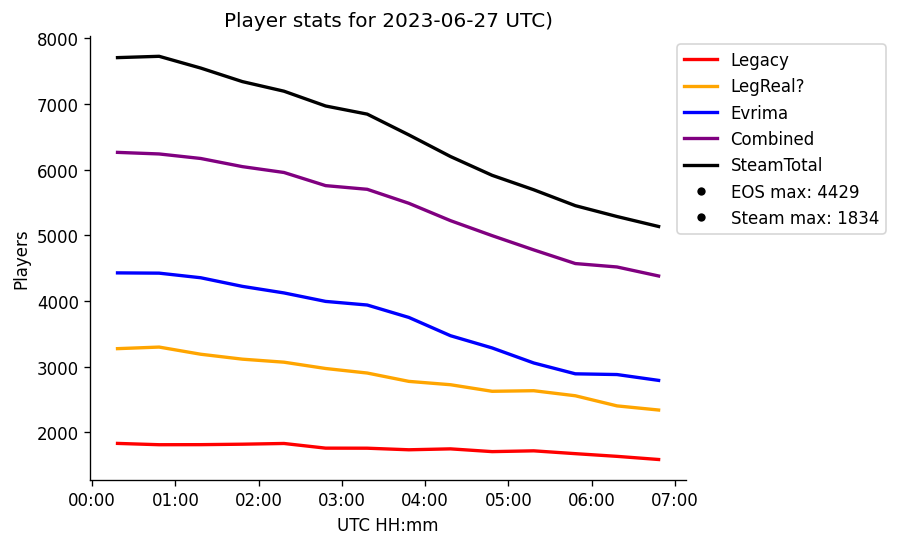 Player stats for 2023-06-27 UTC)
8000
7000
6000
5000
4000
3000
2000
Players
00:00 01:00 02:00 03:00 04:00 05:00 06:00 07:00
UTC HH:mm
Legacy
LegReal?
Evrima
Combined
SteamTotal
EOS max: 4429
Steam max: 1834